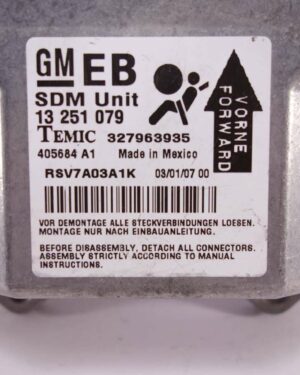 GM EB
SDM Unit
13 251 079
TEMIC 327963935
405684 A1 Made in Mexico
RSV7A03A1K 03/01/07 00
VORNE
FORWARD
VOR DEMONTAGE ALLE STECKVERBINDUNGEN LOESEN.
MONTAGE NUR NACH EINBAUANLEITUNG.
BEFORE DISASSEMBLY, DETACH ALL CONNECTORS.
ASSEMBLY STRICTLY ACCORDING TO MANUAL
INSTRUCTIONS.